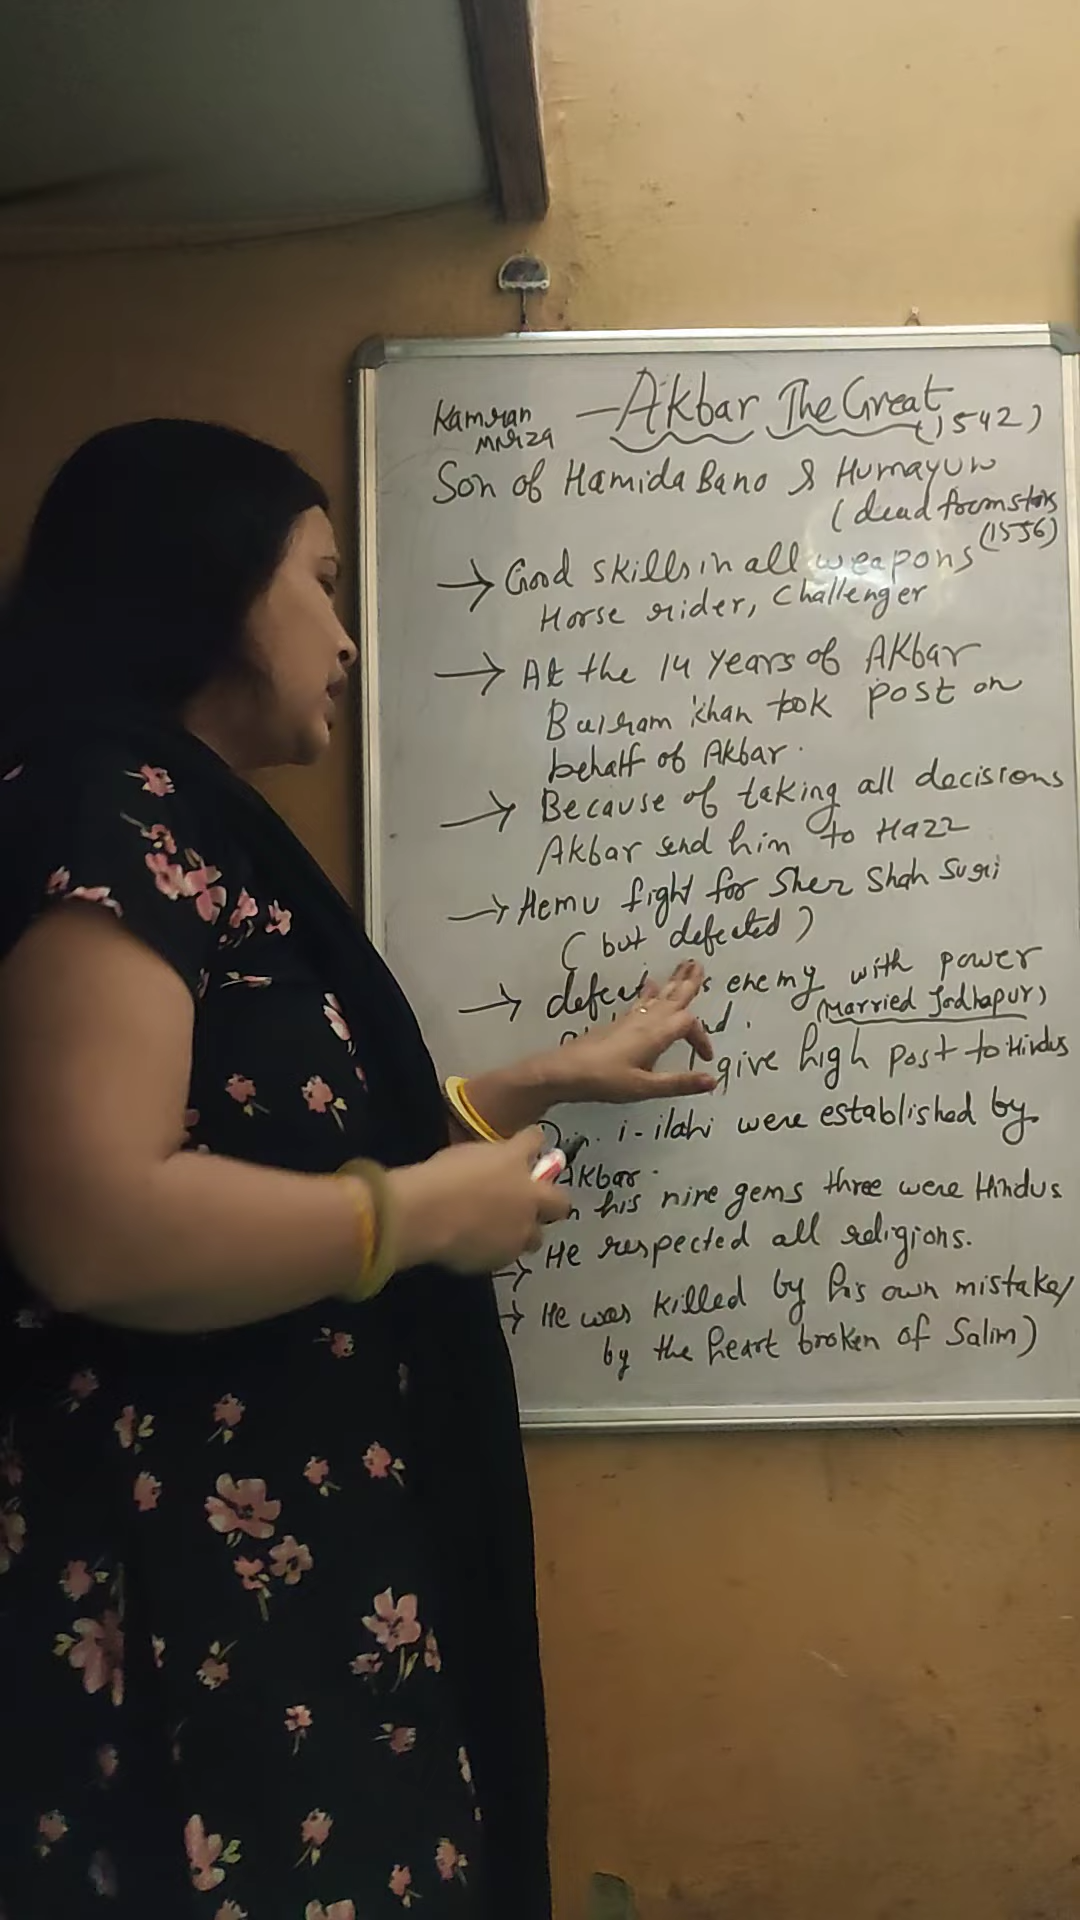 Kamran
Mirza
— Akbar The Great
(1542)
Son of Hamida Bano & Humayun
(dead form stairs
(1556)
→ Good skills in all weapons
Horse rider, Challenger
→ At the 14 years of Akbar
Bairam Khan took post on
behalf of Akbar.
→ Because of taking all decisions
Akbar send him to Hazz
→ Hemu fight for Sher Shah Suri
(but defeated)
→ defeat enemy with power
(Married Jodhapur)
give high post to Hindus
Din-i-ilahi were established by
Akbar.
In his nine gems three were Hindus
→ He respected all religions.
→ He was killed by his own mistake/
by the heart broken of Salim)